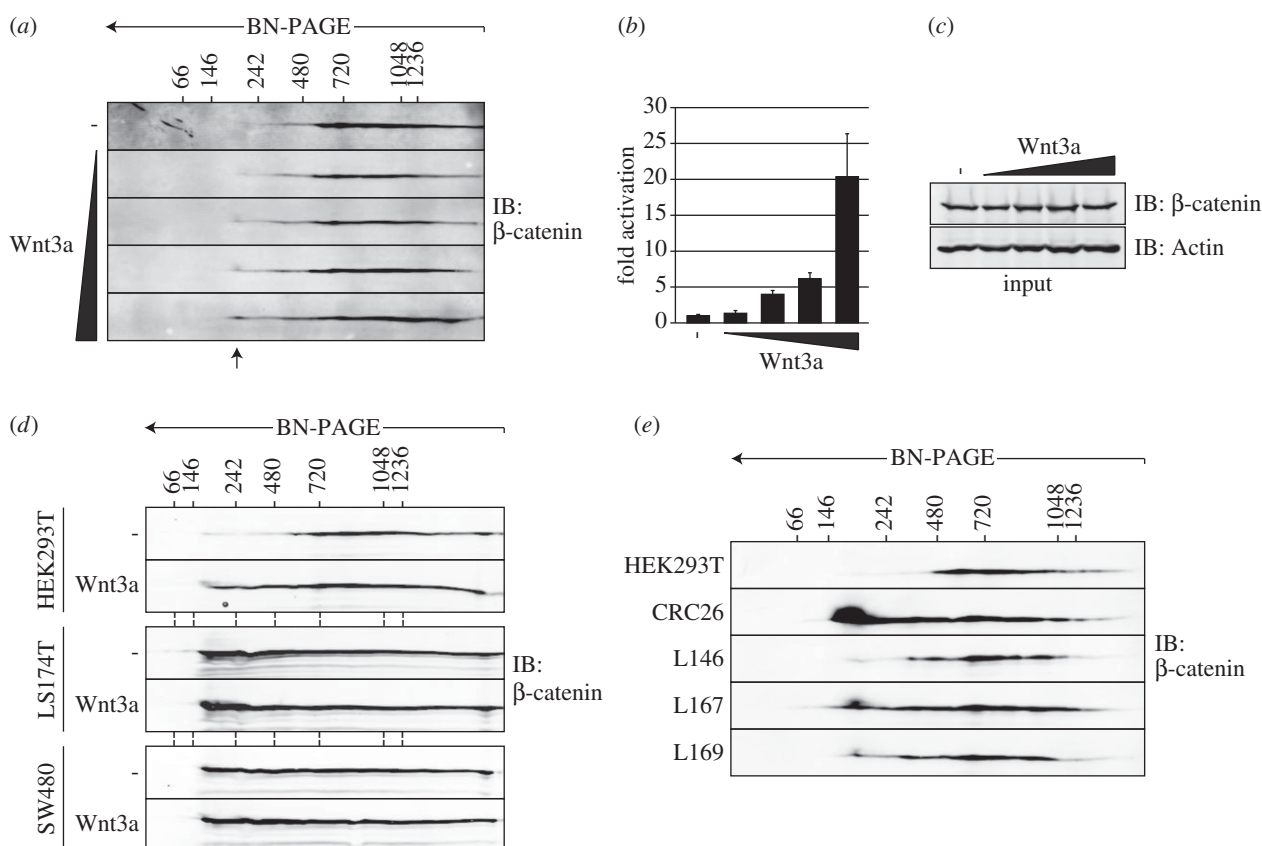 (a)
BN-PAGE
66 146 242 480 720 1048 1236
-
Wnt3a
IB:
β-catenin
(b)
30
25
20
15
10
5
0
fold activation
-
Wnt3a
(c)
Wnt3a
-
IB: β-catenin
IB: Actin
input
(d)
BN-PAGE
66 146 242 480 720 1048 1236
HEK293T
-
Wnt3a
LS174T
-
Wnt3a
IB:
β-catenin
SW480
-
Wnt3a
(e)
BN-PAGE
66 146 242 480 720 1048 1236
HEK293T
CRC26
L146
L167
L169
IB:
β-catenin